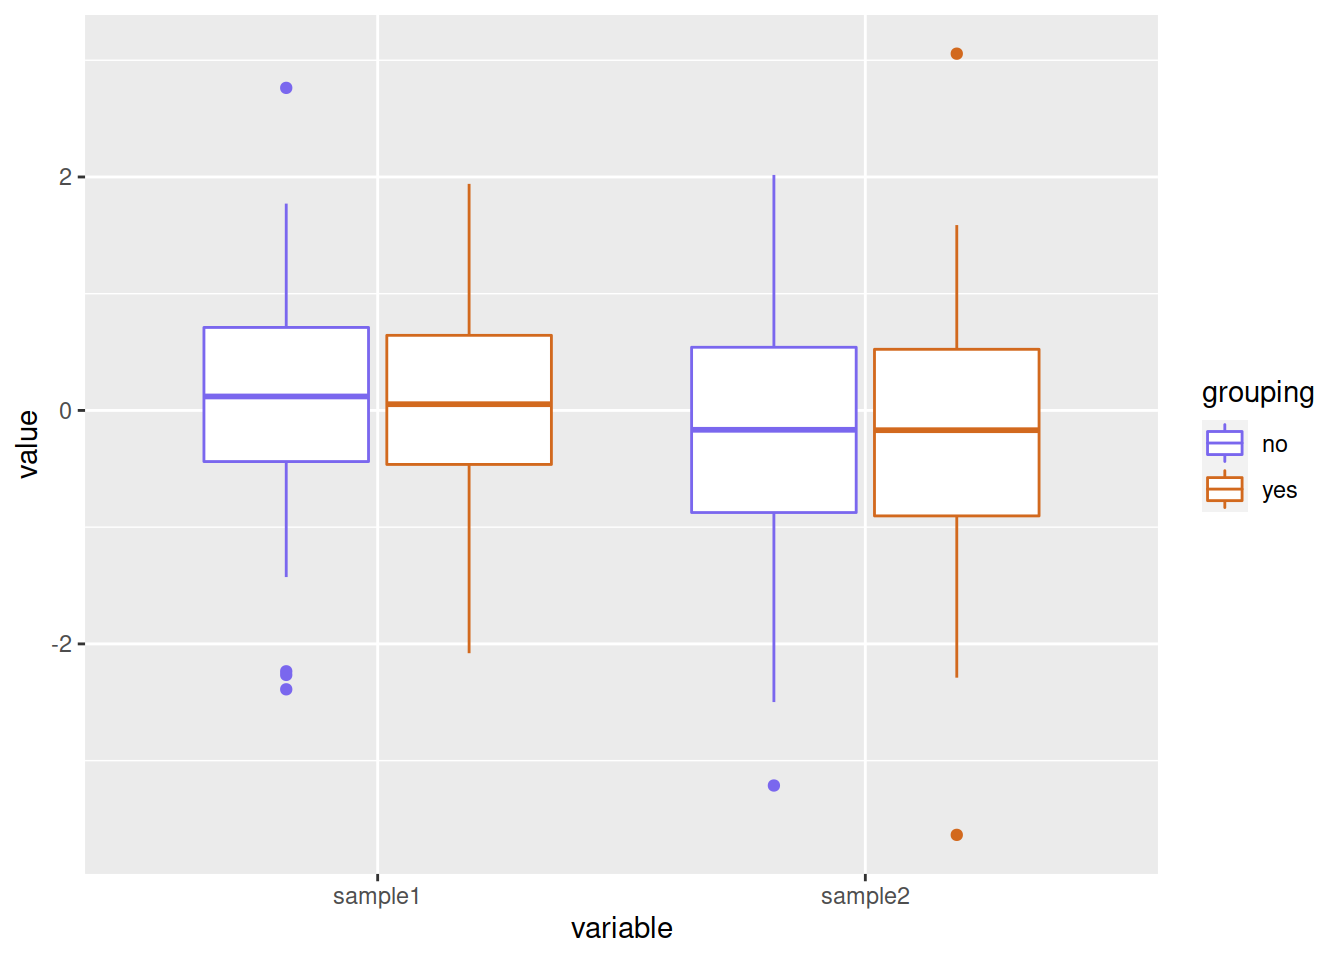 value
2
0
-2
sample1
sample2
variable
grouping
no
yes